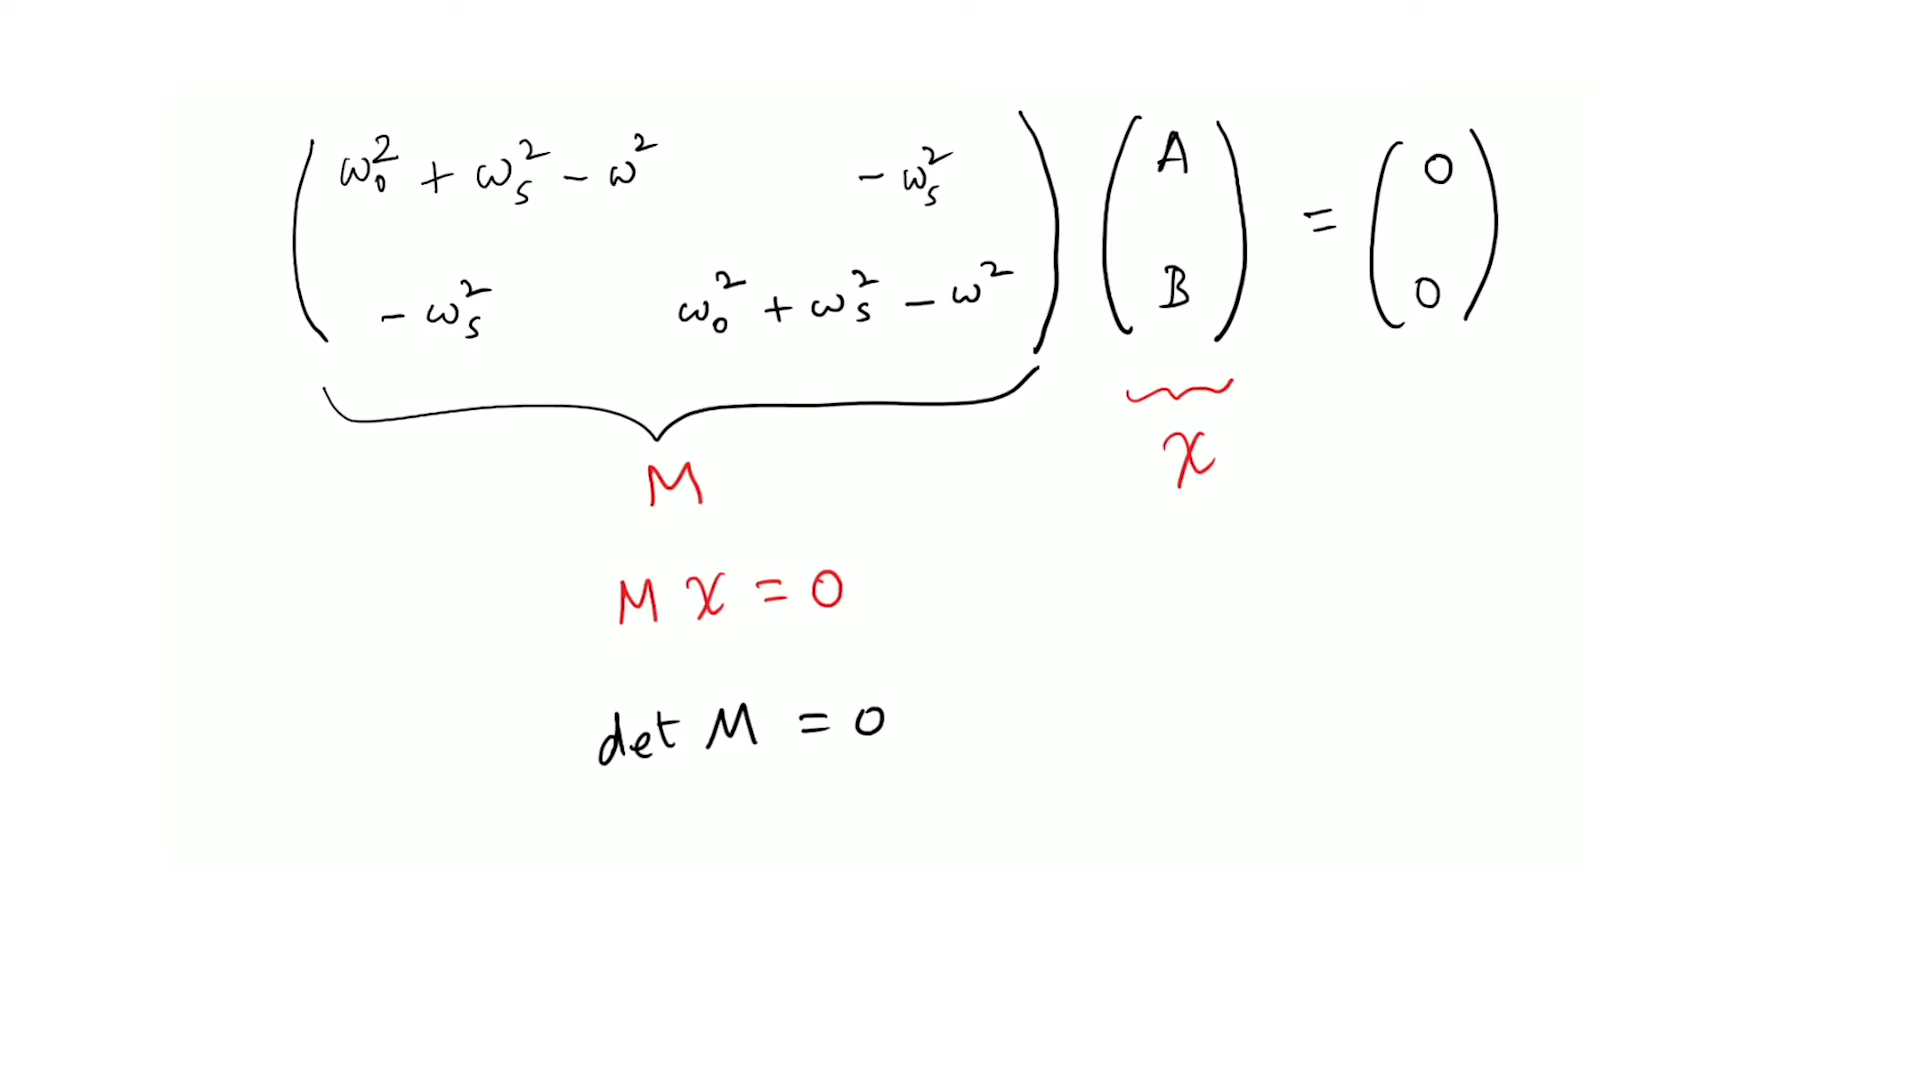 ( ω₀² + ωₛ² − ω²   − ωₛ² ) ( A ) = ( 0 )
( − ωₛ²   ω₀² + ωₛ² − ω² ) ( B )   ( 0 )
M   x
M x = 0
det M = 0